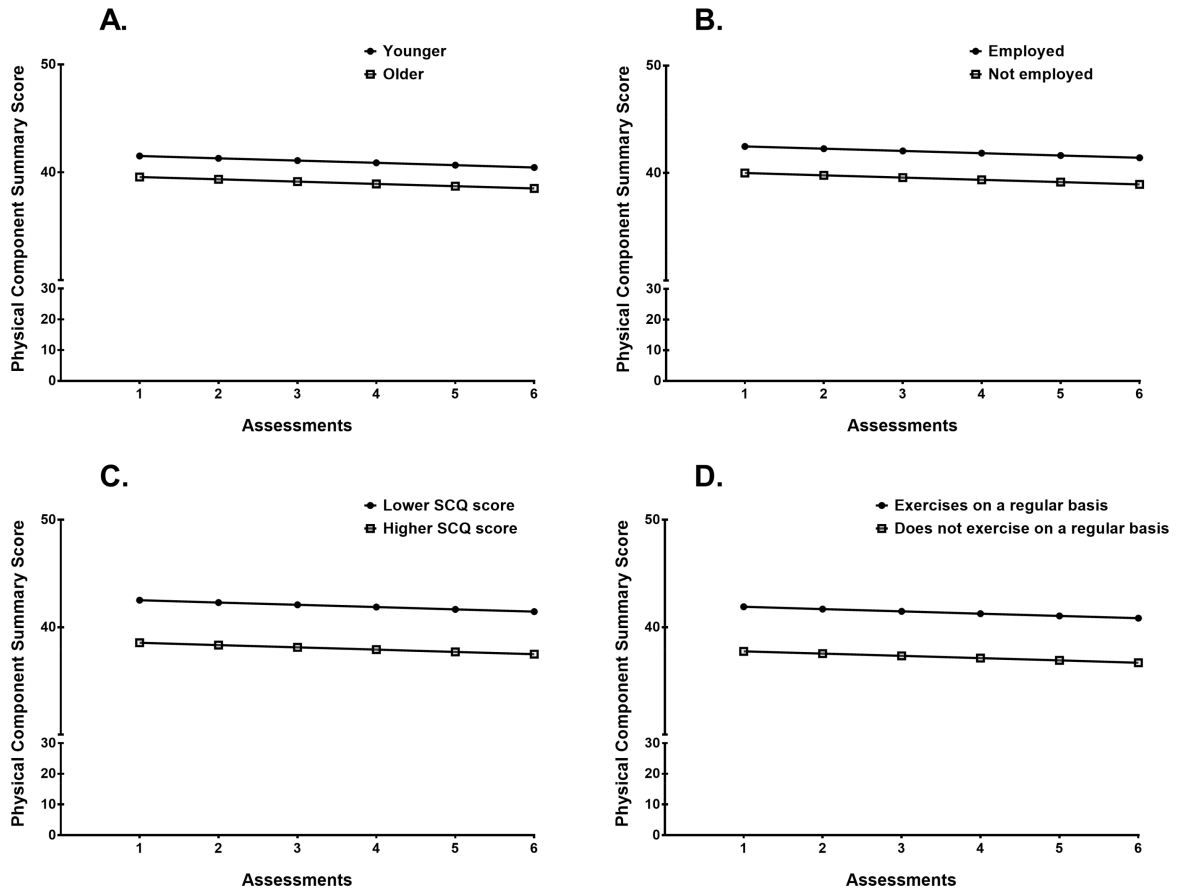 A.
Younger
Older
Physical Component Summary Score
50
40
30
20
10
0
1 2 3 4 5 6
Assessments
B.
Employed
Not employed
Physical Component Summary Score
50
40
30
20
10
0
1 2 3 4 5 6
Assessments
C.
Lower SCQ score
Higher SCQ score
Physical Component Summary Score
50
40
30
20
10
0
1 2 3 4 5 6
Assessments
D.
Exercises on a regular basis
Does not exercise on a regular basis
Physical Component Summary Score
50
40
30
20
10
0
1 2 3 4 5 6
Assessments